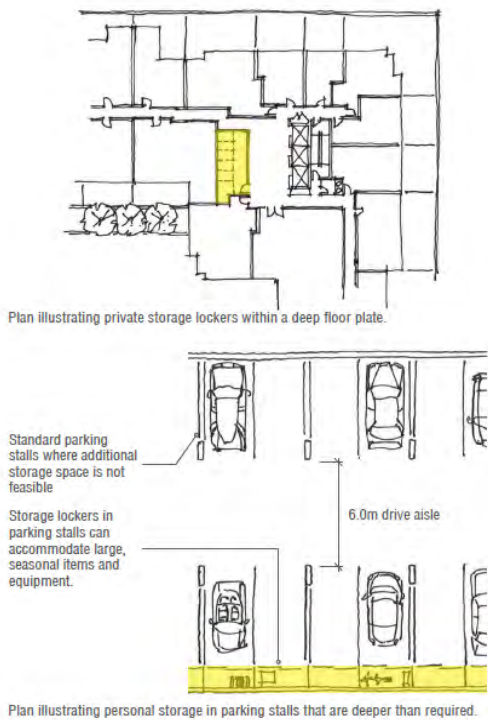 Plan illustrating private storage lockers within a deep floor plate.
Standard parking
stalls where additional
storage space is not
feasible
Storage lockers in
parking stalls can
accommodate large,
seasonal items and
equipment.
6.0m drive aisle
Plan illustrating personal storage in parking stalls that are deeper than required.